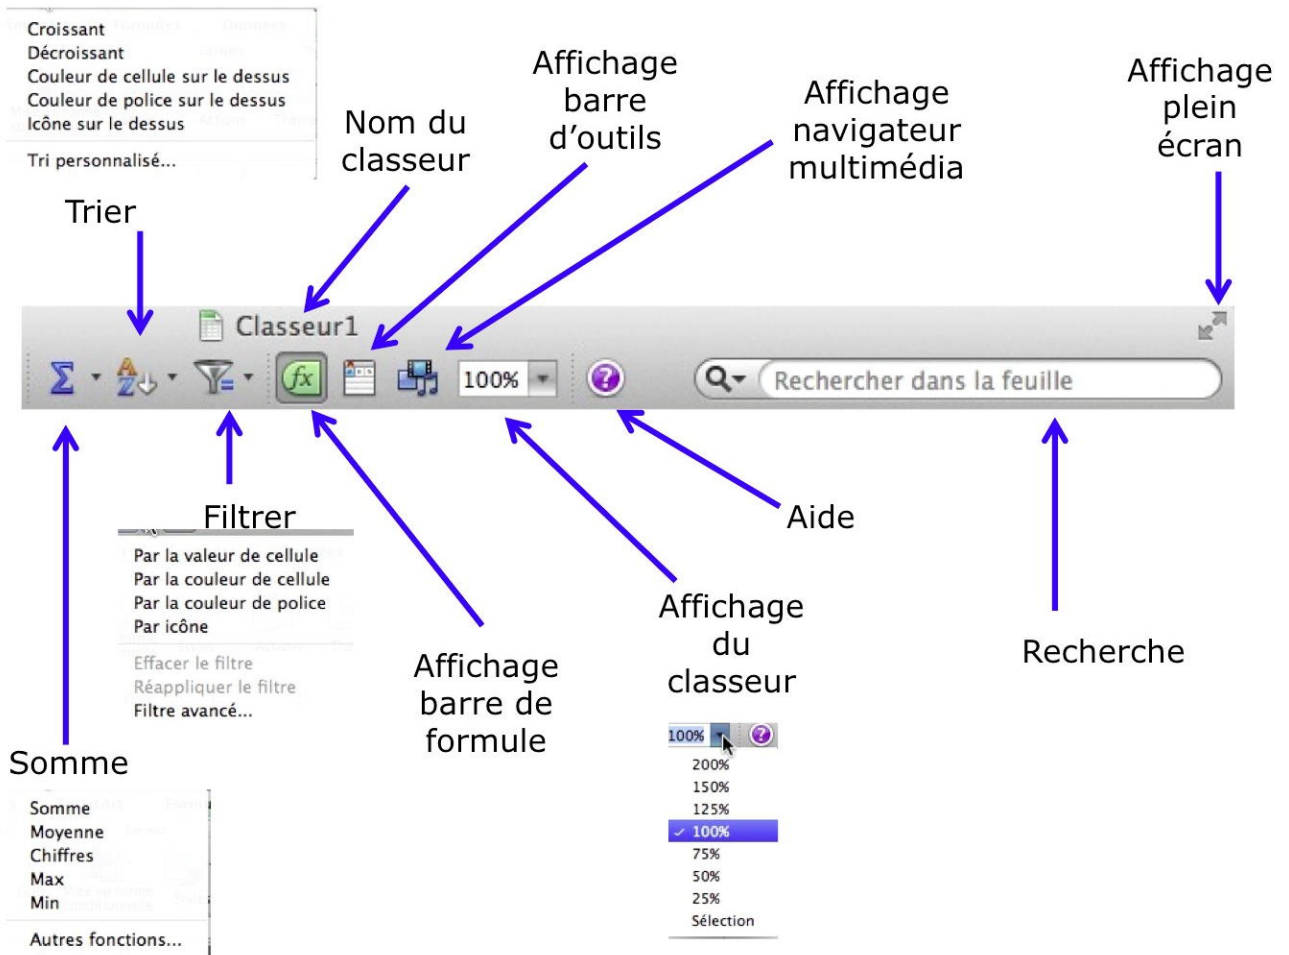 Croissant
Décroissant
Couleur de cellule sur le dessus
Couleur de police sur le dessus
Icône sur le dessus
Tri personnalisé...
Trier
Nom du
classeur
Affichage
barre
d’outils
Affichage
navigateur
multimédia
Affichage
plein
écran
Classeur1
Σ
A
Z
fx
100%
?
Rechercher dans la feuille
Filtrer
Par la valeur de cellule
Par la couleur de cellule
Par la couleur de police
Par icône
Effacer le filtre
Réappliquer le filtre
Filtre avancé...
Somme
Somme
Moyenne
Chiffres
Max
Min
Autres fonctions...
Affichage
barre de
formule
Affichage
du
classeur
100%
?
200%
150%
125%
✓ 100%
75%
50%
25%
Sélection
Aide
Recherche